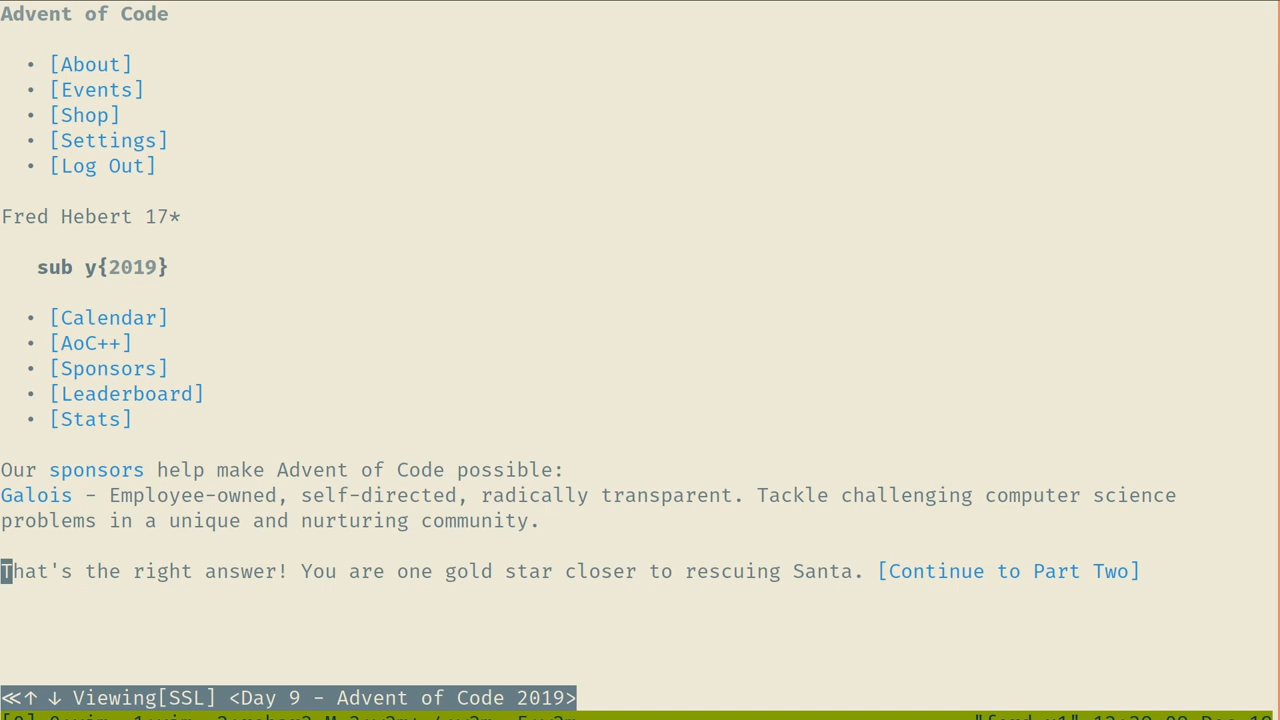 Advent of Code
• [About]
• [Events]
• [Shop]
• [Settings]
• [Log Out]
Fred Hebert 17*
sub y{2019}
• [Calendar]
• [AoC++]
• [Sponsors]
• [Leaderboard]
• [Stats]
Our sponsors help make Advent of Code possible:
Galois - Employee-owned, self-directed, radically transparent. Tackle challenging computer science
problems in a unique and nurturing community.
That's the right answer! You are one gold star closer to rescuing Santa. [Continue to Part Two]
≪↑ ↓ Viewing[SSL] <Day 9 - Advent of Code 2019>